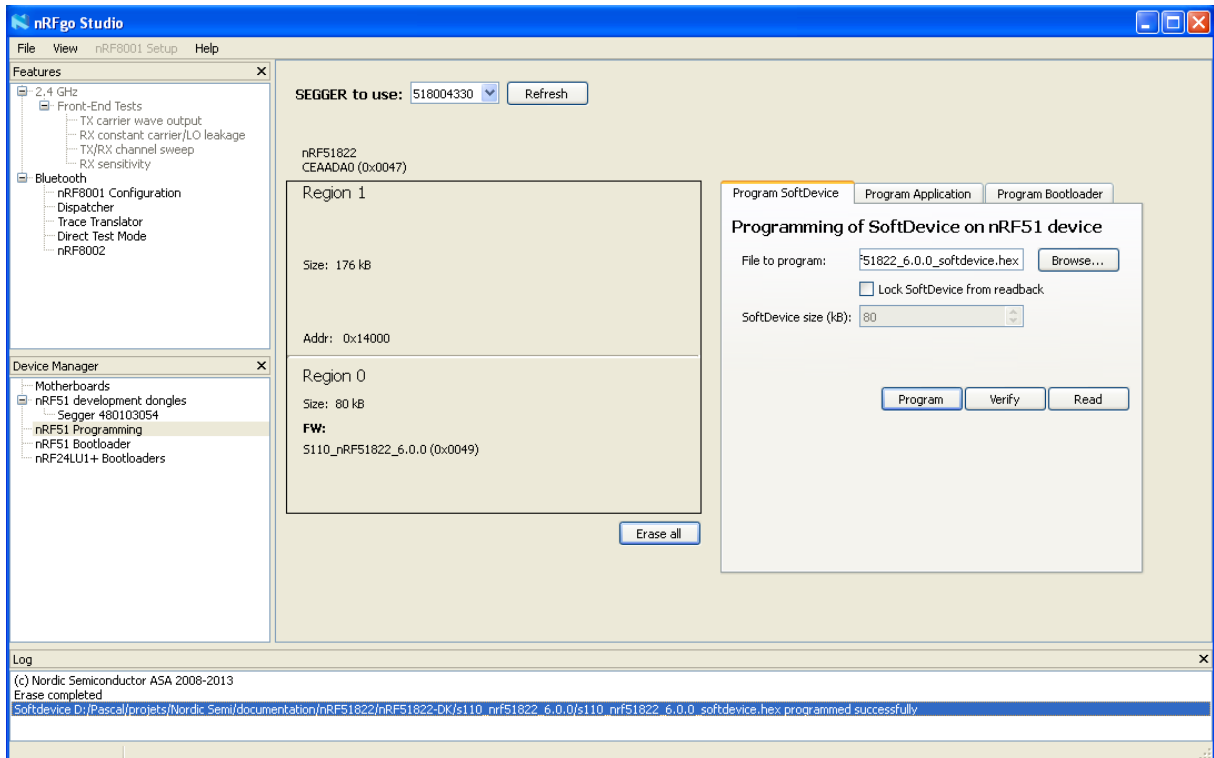 nRFgo Studio
File View nRF8001 Setup Help
Features
2.4 GHz
Front-End Tests
TX carrier wave output
RX constant carrier/LO leakage
TX/RX channel sweep
RX sensitivity
Bluetooth
nRF8001 Configuration
Dispatcher
Trace Translator
Direct Test Mode
nRF8002
Device Manager
Motherboards
nRF51 development dongles
Segger 480103054
nRF51 Programming
nRF51 Bootloader
nRF24LU1+ Bootloaders
SEGGER to use: 518004330 Refresh
nRF51822
CEAADA0 (0x0047)
Region 1
Size: 176 kB
Addr: 0x14000
Region 0
Size: 80 kB
FW:
S110_nRF51822_6.0.0 (0x0049)
Erase all
Program SoftDevice Program Application Program Bootloader
Programming of SoftDevice on nRF51 device
File to program: 51822_6.0.0_softdevice.hex Browse...
Lock SoftDevice from readback
SoftDevice size (kB): 80
Program Verify Read
Log
(c) Nordic Semiconductor ASA 2008-2013
Erase completed
Softdevice D:/Pascal/projets/Nordic Semi/documentation/nRF51822/nRF51822-DK/s110_nrf51822_6.0.0/s110_nrf51822_6.0.0_softdevice.hex programmed successfully